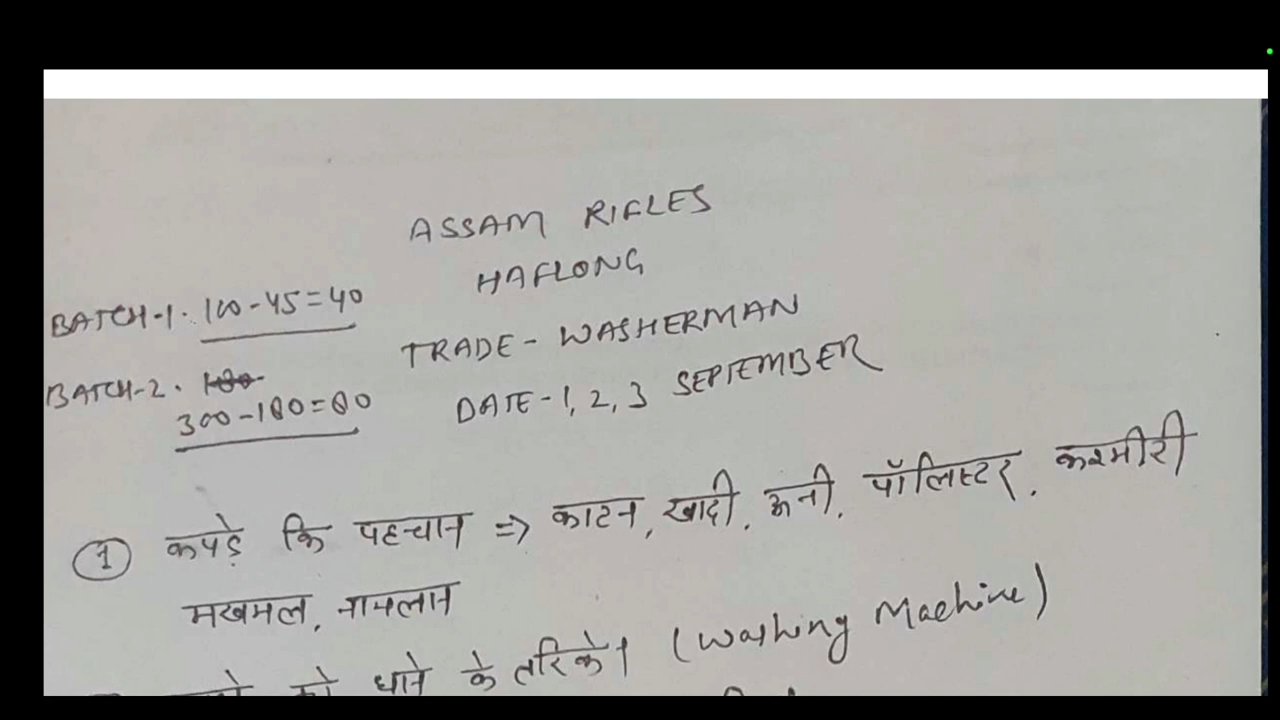 ASSAM RIFLES
HAFLONG
BATCH-1. 100-45=40
TRADE - WASHERMAN
BATCH-2.
300-180=80
DATE - 1, 2, 3 SEPTEMBER
① कपड़े कि पहचान => काटन, खादी, ऊनी, पॉलिस्टर, कश्मीरी
मखमल, नायलान
को धोने के तरिके। (Washing Machine)